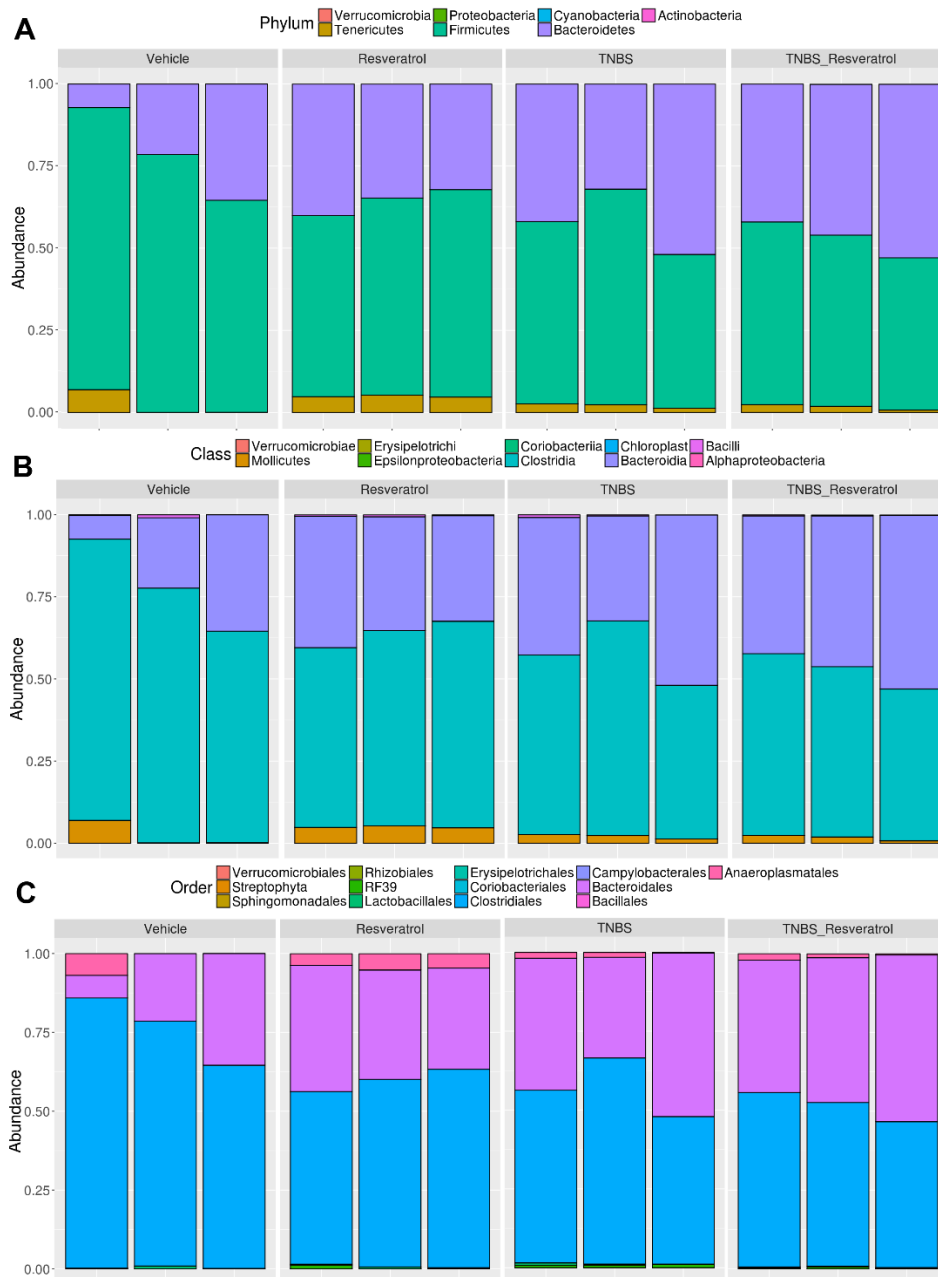 A
Phylum Verrucomicrobia Proteobacteria Cyanobacteria Actinobacteria
Tenericutes Firmicutes Bacteroidetes
Vehicle Resveratrol TNBS TNBS_Resveratrol
1.00
0.75
0.50
0.25
0.00
Abundance
B
Class Verrucomicrobiae Erysipelotrichi Coriobacteriia Chloroplast Bacilli
Mollicutes Epsilonproteobacteria Clostridia Bacteroidia Alphaproteobacteria
Vehicle Resveratrol TNBS TNBS_Resveratrol
1.00
0.75
0.50
0.25
0.00
Abundance
C
Order Verrucomicrobiales Rhizobiales Erysipelotrichales Campylobacterales Anaeroplasmatales
Streptophyta RF39 Coriobacteriales Bacteroidales
Sphingomonadales Lactobacillales Clostridiales Bacillales
Vehicle Resveratrol TNBS TNBS_Resveratrol
1.00
0.75
0.50
0.25
0.00
Abundance